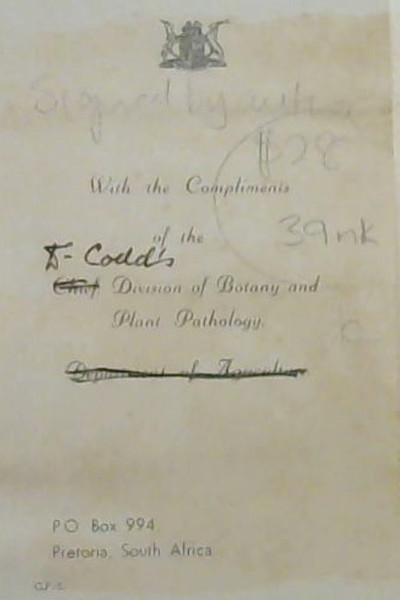 Signed by author
$28
With the Compliments
39nk
of the
Dr Codd's
Chief Division of Botany and
Plant Pathology.
Department of Agriculture
P O Box 994
Pretoria, South Africa
G.P.-S.